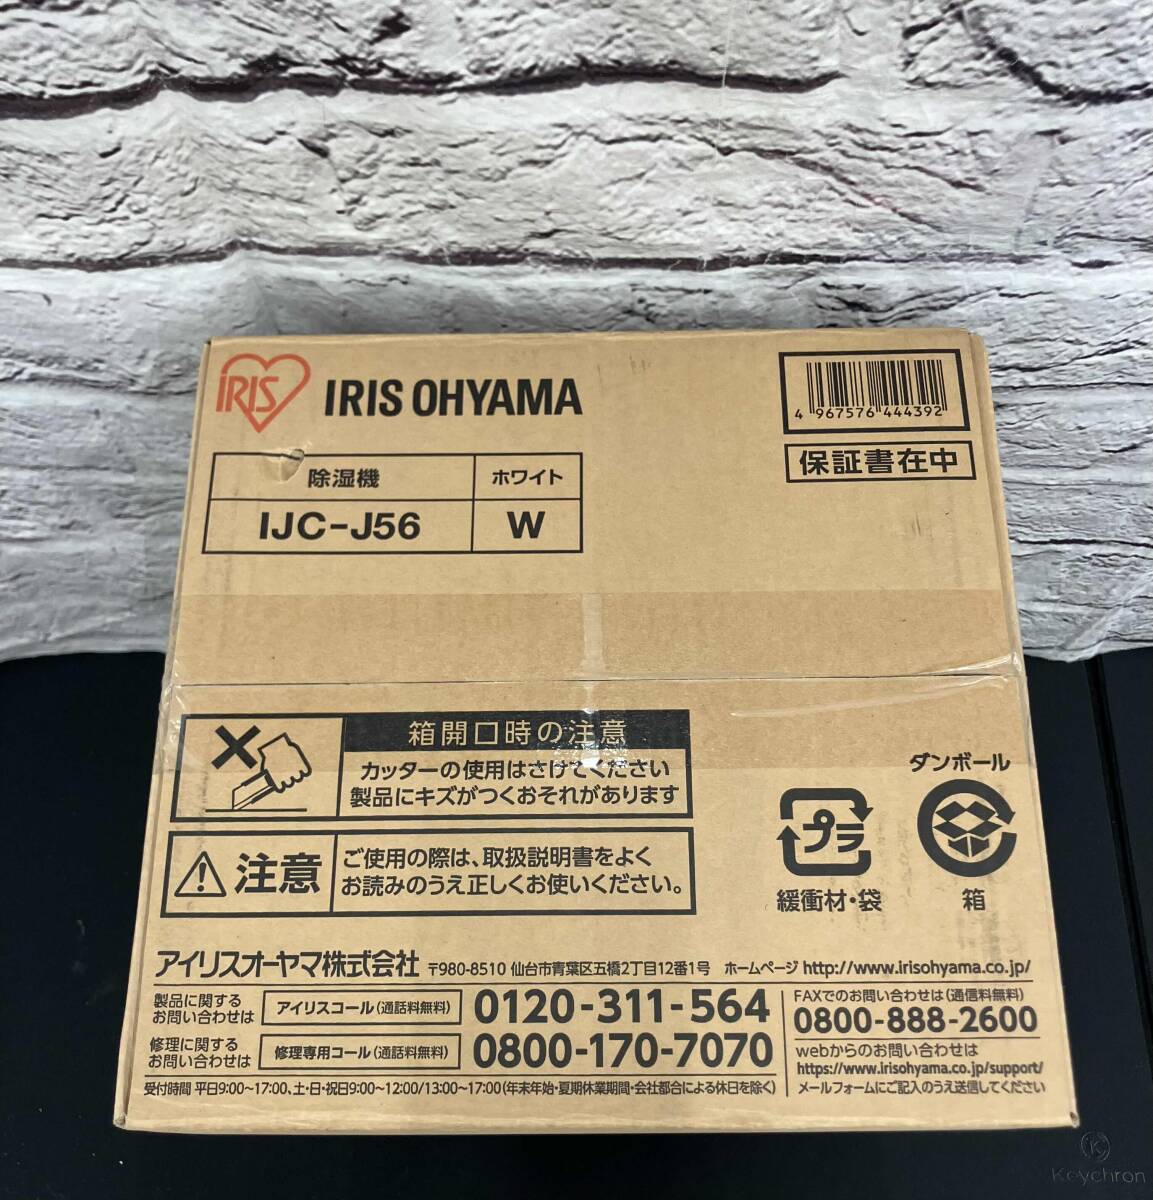 IRIS
IRIS OHYAMA
4 967576 444392
保証書在中
除湿機 ホワイト
IJC-J56 W
箱開口時の注意
カッターの使用はさけてください
製品にキズがつくおそれがあります
注意
ご使用の際は、取扱説明書をよく
お読みのうえ正しくお使いください。
プラ
緩衝材・袋
ダンボール
箱
アイリスオーヤマ株式会社 〒980-8510 仙台市青葉区五橋2丁目12番1号 ホームページ http://www.irisohyama.co.jp/
製品に関する
お問い合わせは
アイリスコール(通話料無料) 0120-311-564
修理に関する
お問い合わせは
修理専用コール(通話料無料) 0800-170-7070
受付時間 平日9:00~17:00、土・日・祝日9:00~12:00/13:00~17:00(年末年始・夏期休業期間・会社都合による休日を除く)
FAXでのお問い合わせは(通信料無料)
0800-888-2600
webからのお問い合わせは
https://www.irisohyama.co.jp/support/
メールフォームにご記入のうえ送信してください
K
Keychron